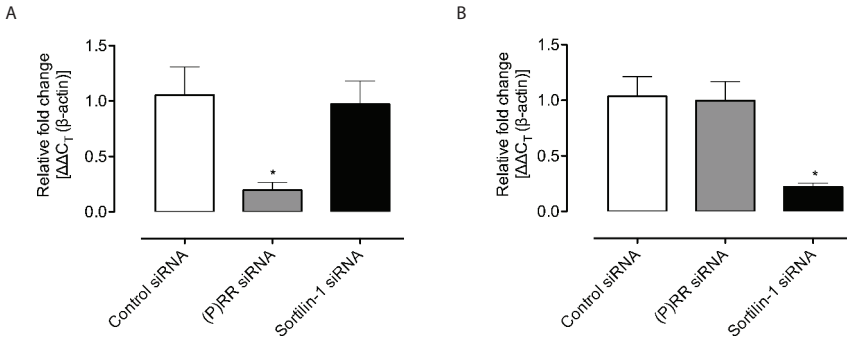 A
Relative fold change
[ΔΔC_T (β-actin)]
1.5
1.0
0.5
0.0
*
Control siRNA
(P)RR siRNA
Sortilin-1 siRNA
B
Relative fold change
[ΔΔC_T (β-actin)]
1.5
1.0
0.5
0.0
*
Control siRNA
(P)RR siRNA
Sortilin-1 siRNA